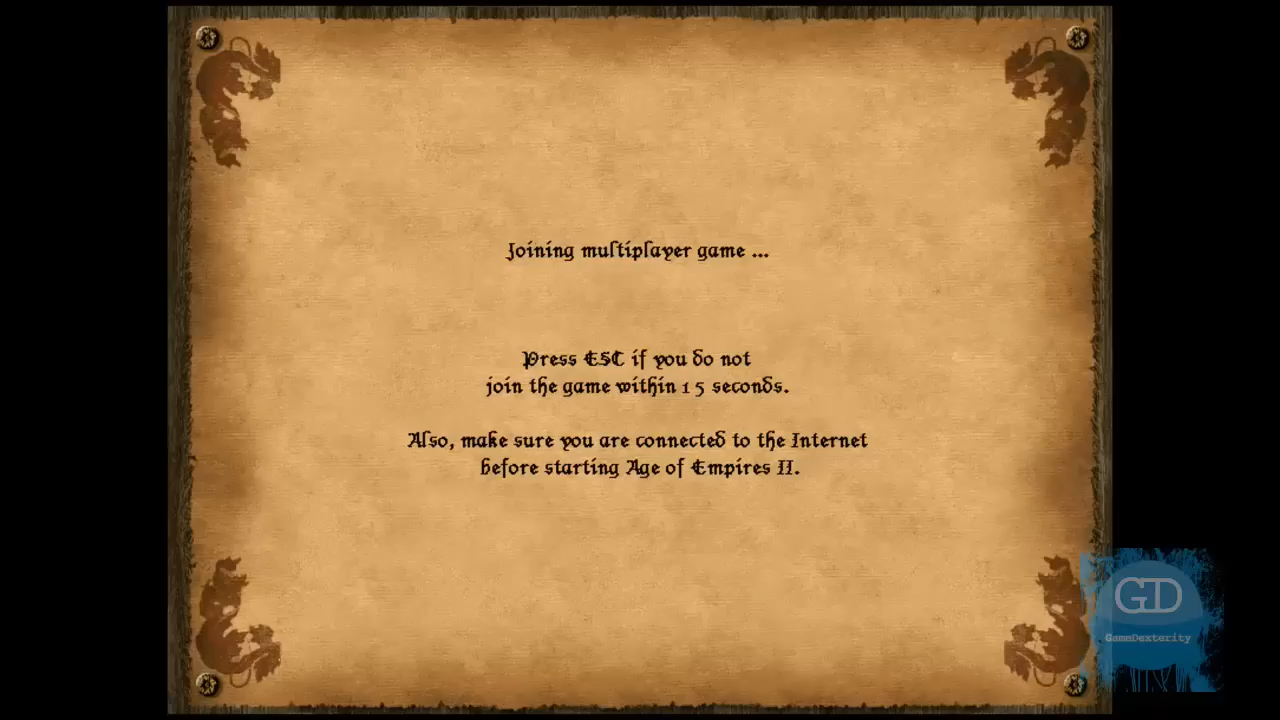 Joining multiplayer game ...
Press ESC if you do not
join the game within 15 seconds.
Also, make sure you are connected to the Internet
before starting Age of Empires II.
GD
GameDexterity